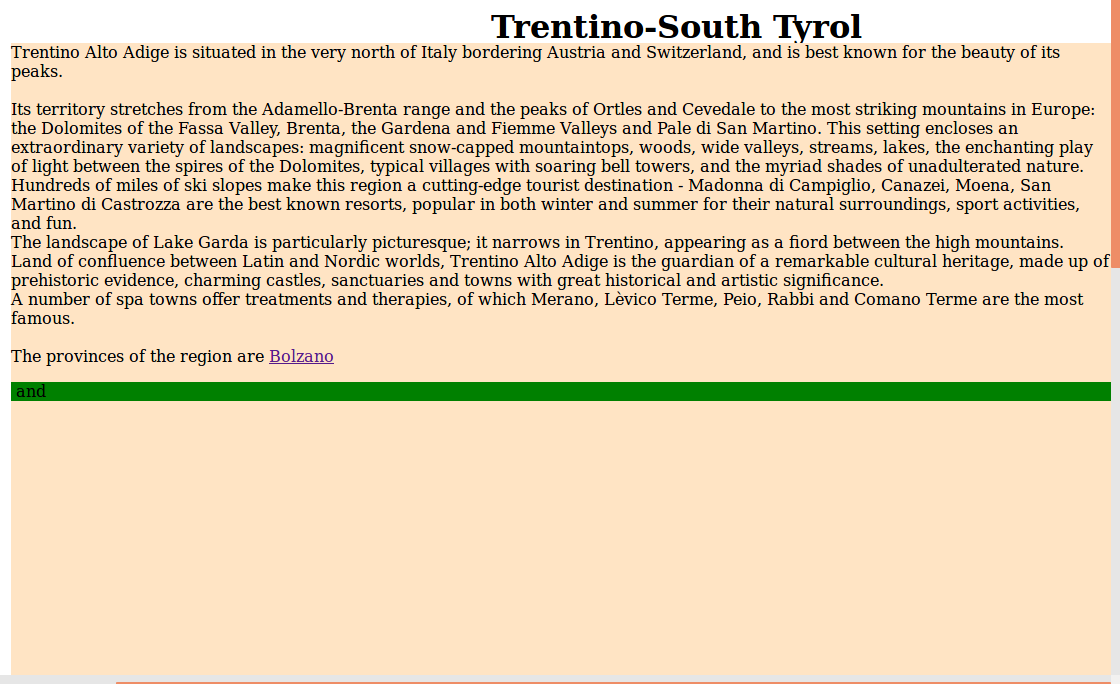 Trentino-South Tyrol
Trentino Alto Adige is situated in the very north of Italy bordering Austria and Switzerland, and is best known for the beauty of its
peaks.
Its territory stretches from the Adamello-Brenta range and the peaks of Ortles and Cevedale to the most striking mountains in Europe:
the Dolomites of the Fassa Valley, Brenta, the Gardena and Fiemme Valleys and Pale di San Martino. This setting encloses an
extraordinary variety of landscapes: magnificent snow-capped mountaintops, woods, wide valleys, streams, lakes, the enchanting play
of light between the spires of the Dolomites, typical villages with soaring bell towers, and the myriad shades of unadulterated nature.
Hundreds of miles of ski slopes make this region a cutting-edge tourist destination - Madonna di Campiglio, Canazei, Moena, San
Martino di Castrozza are the best known resorts, popular in both winter and summer for their natural surroundings, sport activities,
and fun.
The landscape of Lake Garda is particularly picturesque; it narrows in Trentino, appearing as a fiord between the high mountains.
Land of confluence between Latin and Nordic worlds, Trentino Alto Adige is the guardian of a remarkable cultural heritage, made up of
prehistoric evidence, charming castles, sanctuaries and towns with great historical and artistic significance.
A number of spa towns offer treatments and therapies, of which Merano, Lèvico Terme, Peio, Rabbi and Comano Terme are the most
famous.
The provinces of the region are Bolzano
and